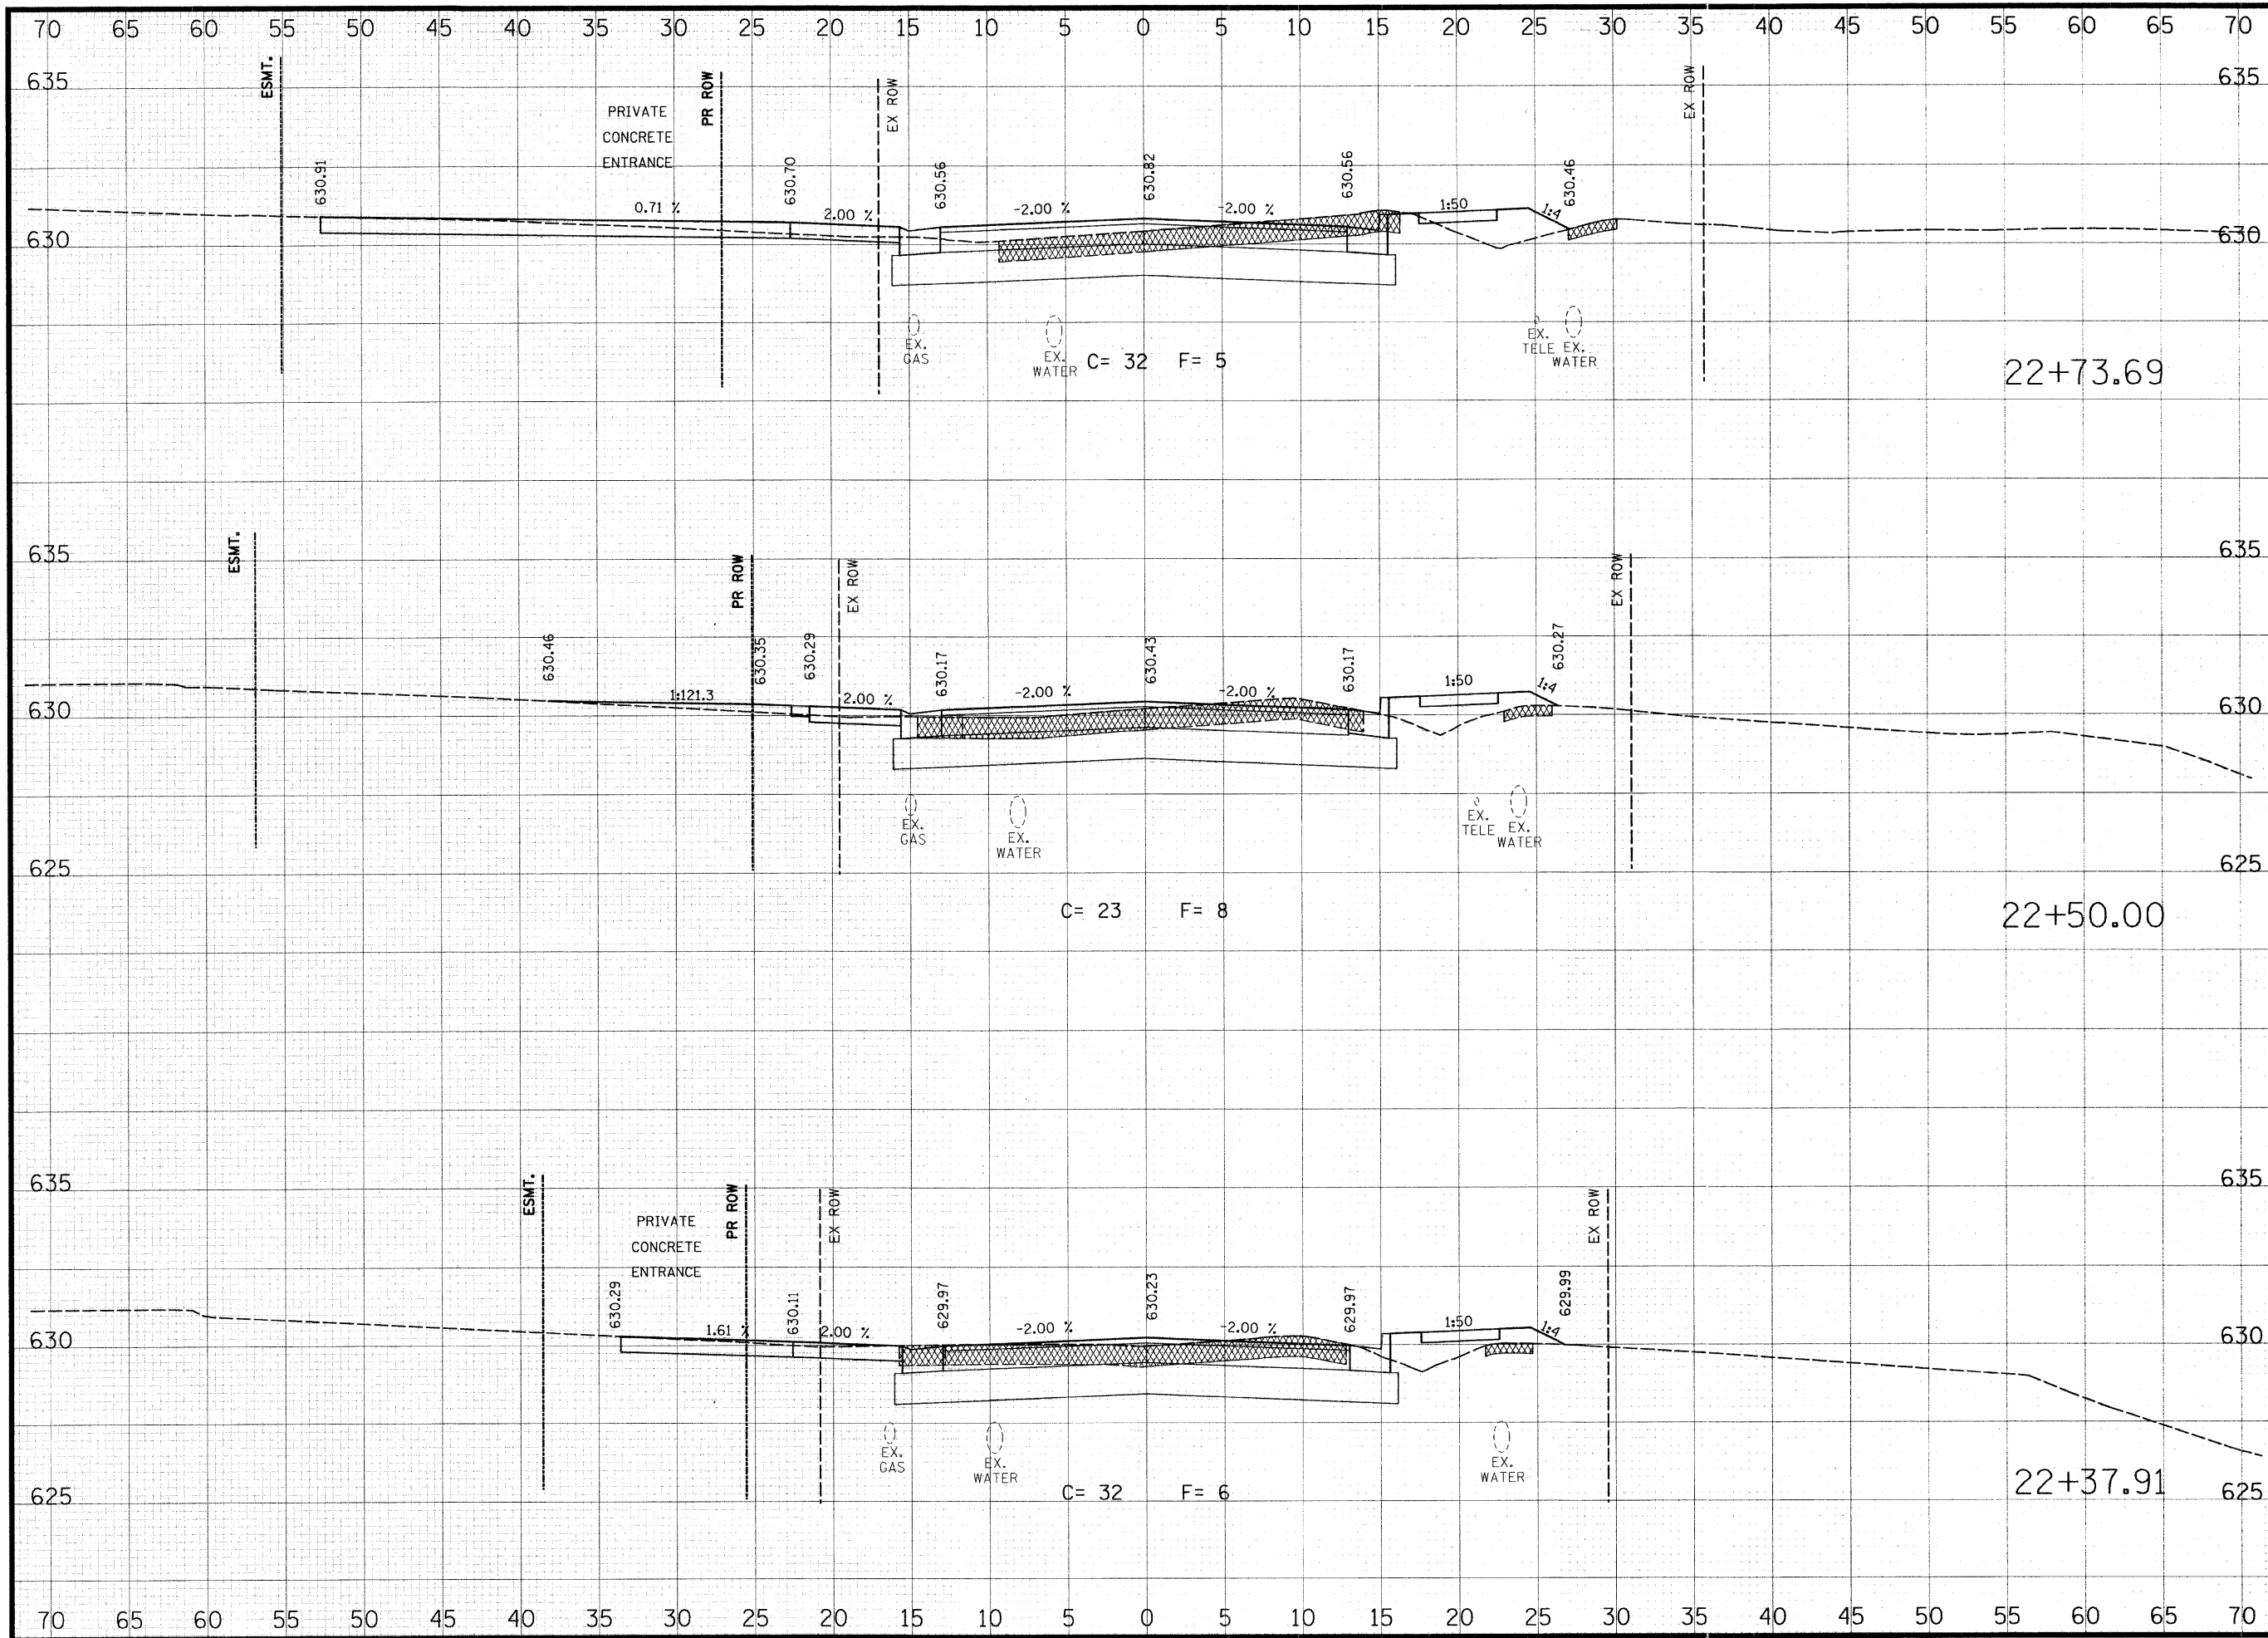 70 65 60 55 50 45 40 35 30 25 20 15 10 5 0 5 10 15 20 25 30 35 40 45 50 55 60 65 70
635 635
ESMT.
PR ROW
EX ROW
EX ROW
PRIVATE
CONCRETE
ENTRANCE
630.91
630.70
630.56
630.82
630.56
630.46
0.71 %
2.00 %
-2.00 %
-2.00 %
1:50
1:4
630 630
EX.
GAS
EX.
WATER
EX.
TELE
EX.
WATER
C= 32 F= 5
22+73.69
635 635
ESMT.
PR ROW
EX ROW
EX ROW
630.46
630.35
630.29
630.17
630.43
630.17
630.27
1:121.3
2.00 %
-2.00 %
-2.00 %
1:50
1:4
630 630
EX.
GAS
EX.
WATER
EX.
TELE
EX.
WATER
625 625
C= 23 F= 8
22+50.00
635 635
ESMT.
PR ROW
EX ROW
EX ROW
PRIVATE
CONCRETE
ENTRANCE
630.29
630.11
629.97
630.23
629.97
629.99
1.61 %
2.00 %
-2.00 %
-2.00 %
1:50
1:4
630 630
EX.
GAS
EX.
WATER
EX.
WATER
C= 32 F= 6
22+37.91
625 625
70 65 60 55 50 45 40 35 30 25 20 15 10 5 0 5 10 15 20 25 30 35 40 45 50 55 60 65 70